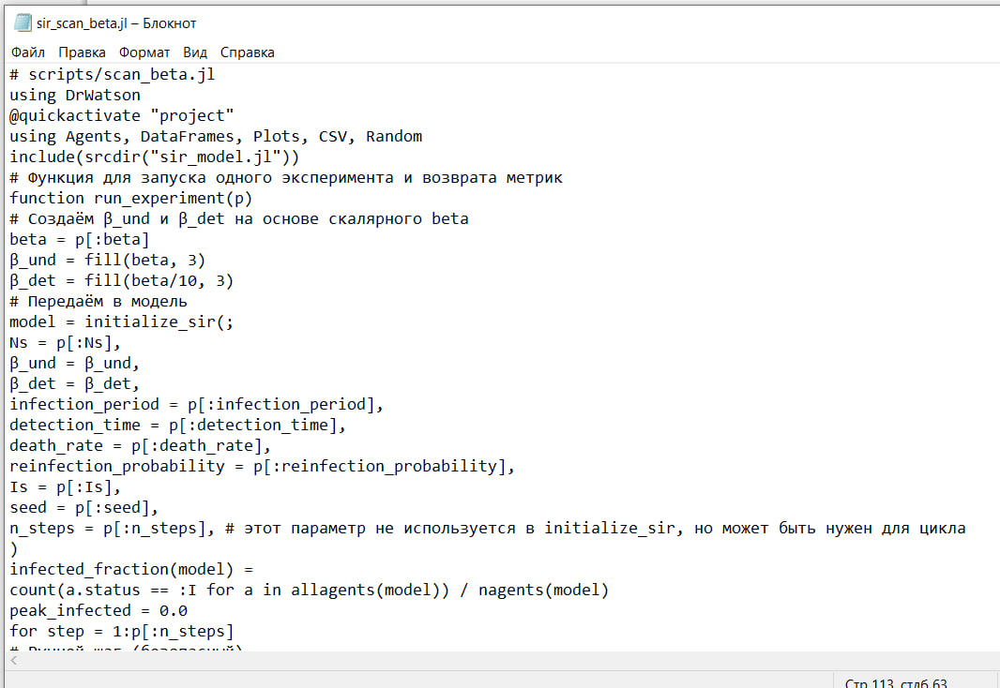 sir_scan_beta.jl – Блокнот
Файл Правка Формат Вид Справка
# scripts/scan_beta.jl
using DrWatson
@quickactivate "project"
using Agents, DataFrames, Plots, CSV, Random
include(srcdir("sir_model.jl"))
# Функция для запуска одного эксперимента и возврата метрик
function run_experiment(p)
# Создаём β_und и β_det на основе скалярного beta
beta = p[:beta]
β_und = fill(beta, 3)
β_det = fill(beta/10, 3)
# Передаём в модель
model = initialize_sir(;
Ns = p[:Ns],
β_und = β_und,
β_det = β_det,
infection_period = p[:infection_period],
detection_time = p[:detection_time],
death_rate = p[:death_rate],
reinfection_probability = p[:reinfection_probability],
Is = p[:Is],
seed = p[:seed],
n_steps = p[:n_steps], # этот параметр не используется в initialize_sir, но может быть нужен для цикла
)
infected_fraction(model) =
count(a.status == :I for a in allagents(model)) / nagents(model)
peak_infected = 0.0
for step = 1:p[:n_steps]
# Ручной шаг (безопасный)
Стр 113, стлб 63